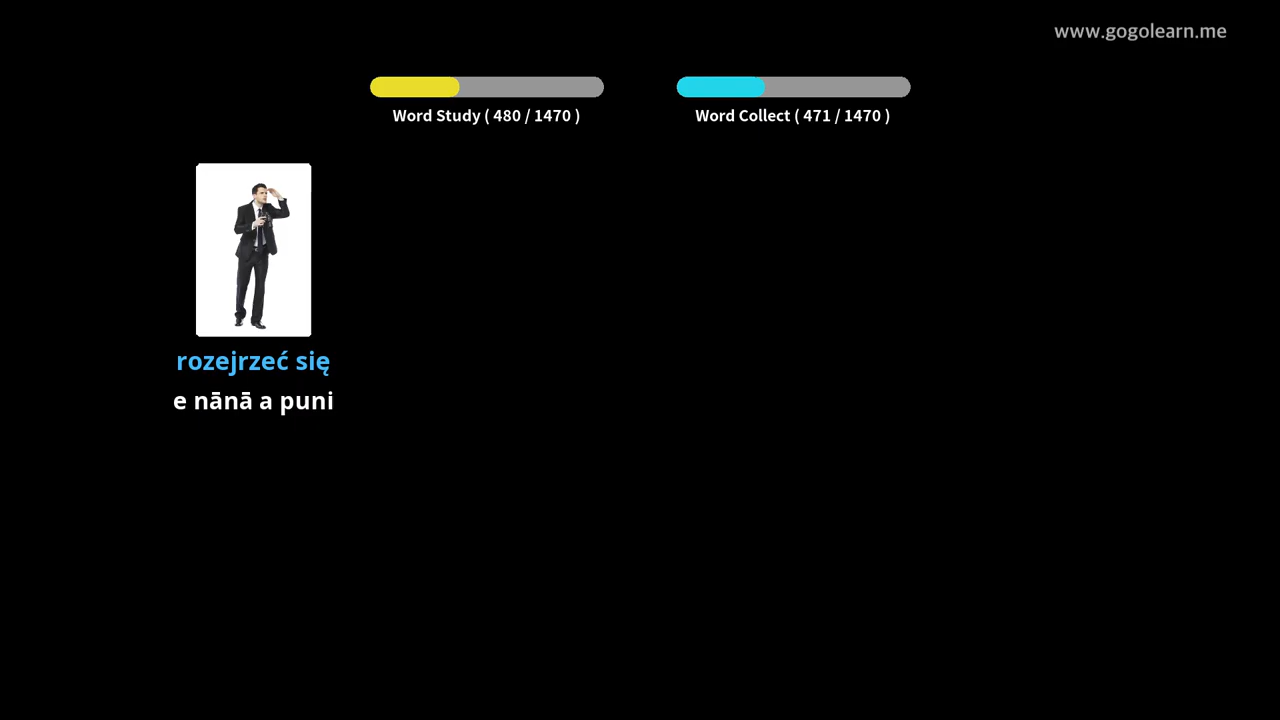 www.gogolearn.me
Word Study ( 480 / 1470 )
Word Collect ( 471 / 1470 )
rozejrzeć się
e nānā a puni